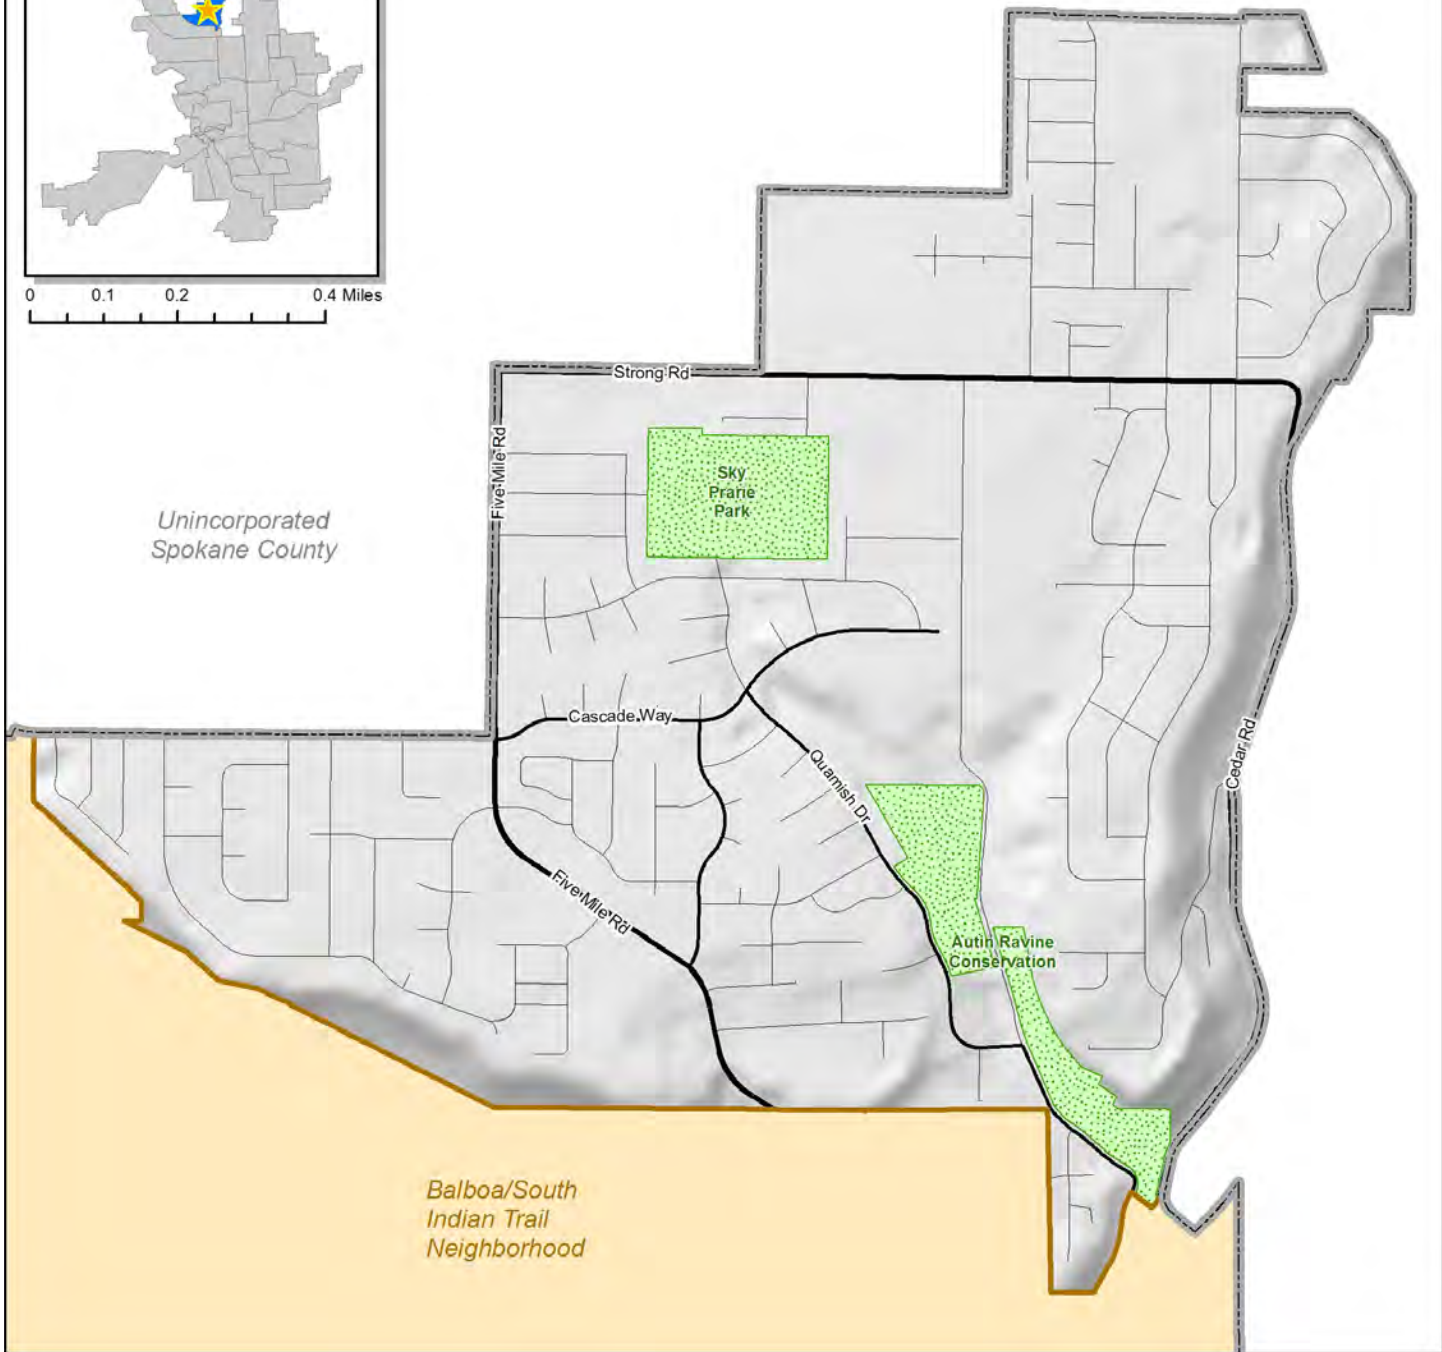 0 0.1 0.2 0.4 Miles
Strong Rd
Five Mile Rd
Sky
Prarie
Park
Unincorporated
Spokane County
Cascade Way
Quamish Dr
Cedar Rd
Five Mile Rd
Autin Ravine
Conservation
Balboa/South
Indian Trail
Neighborhood